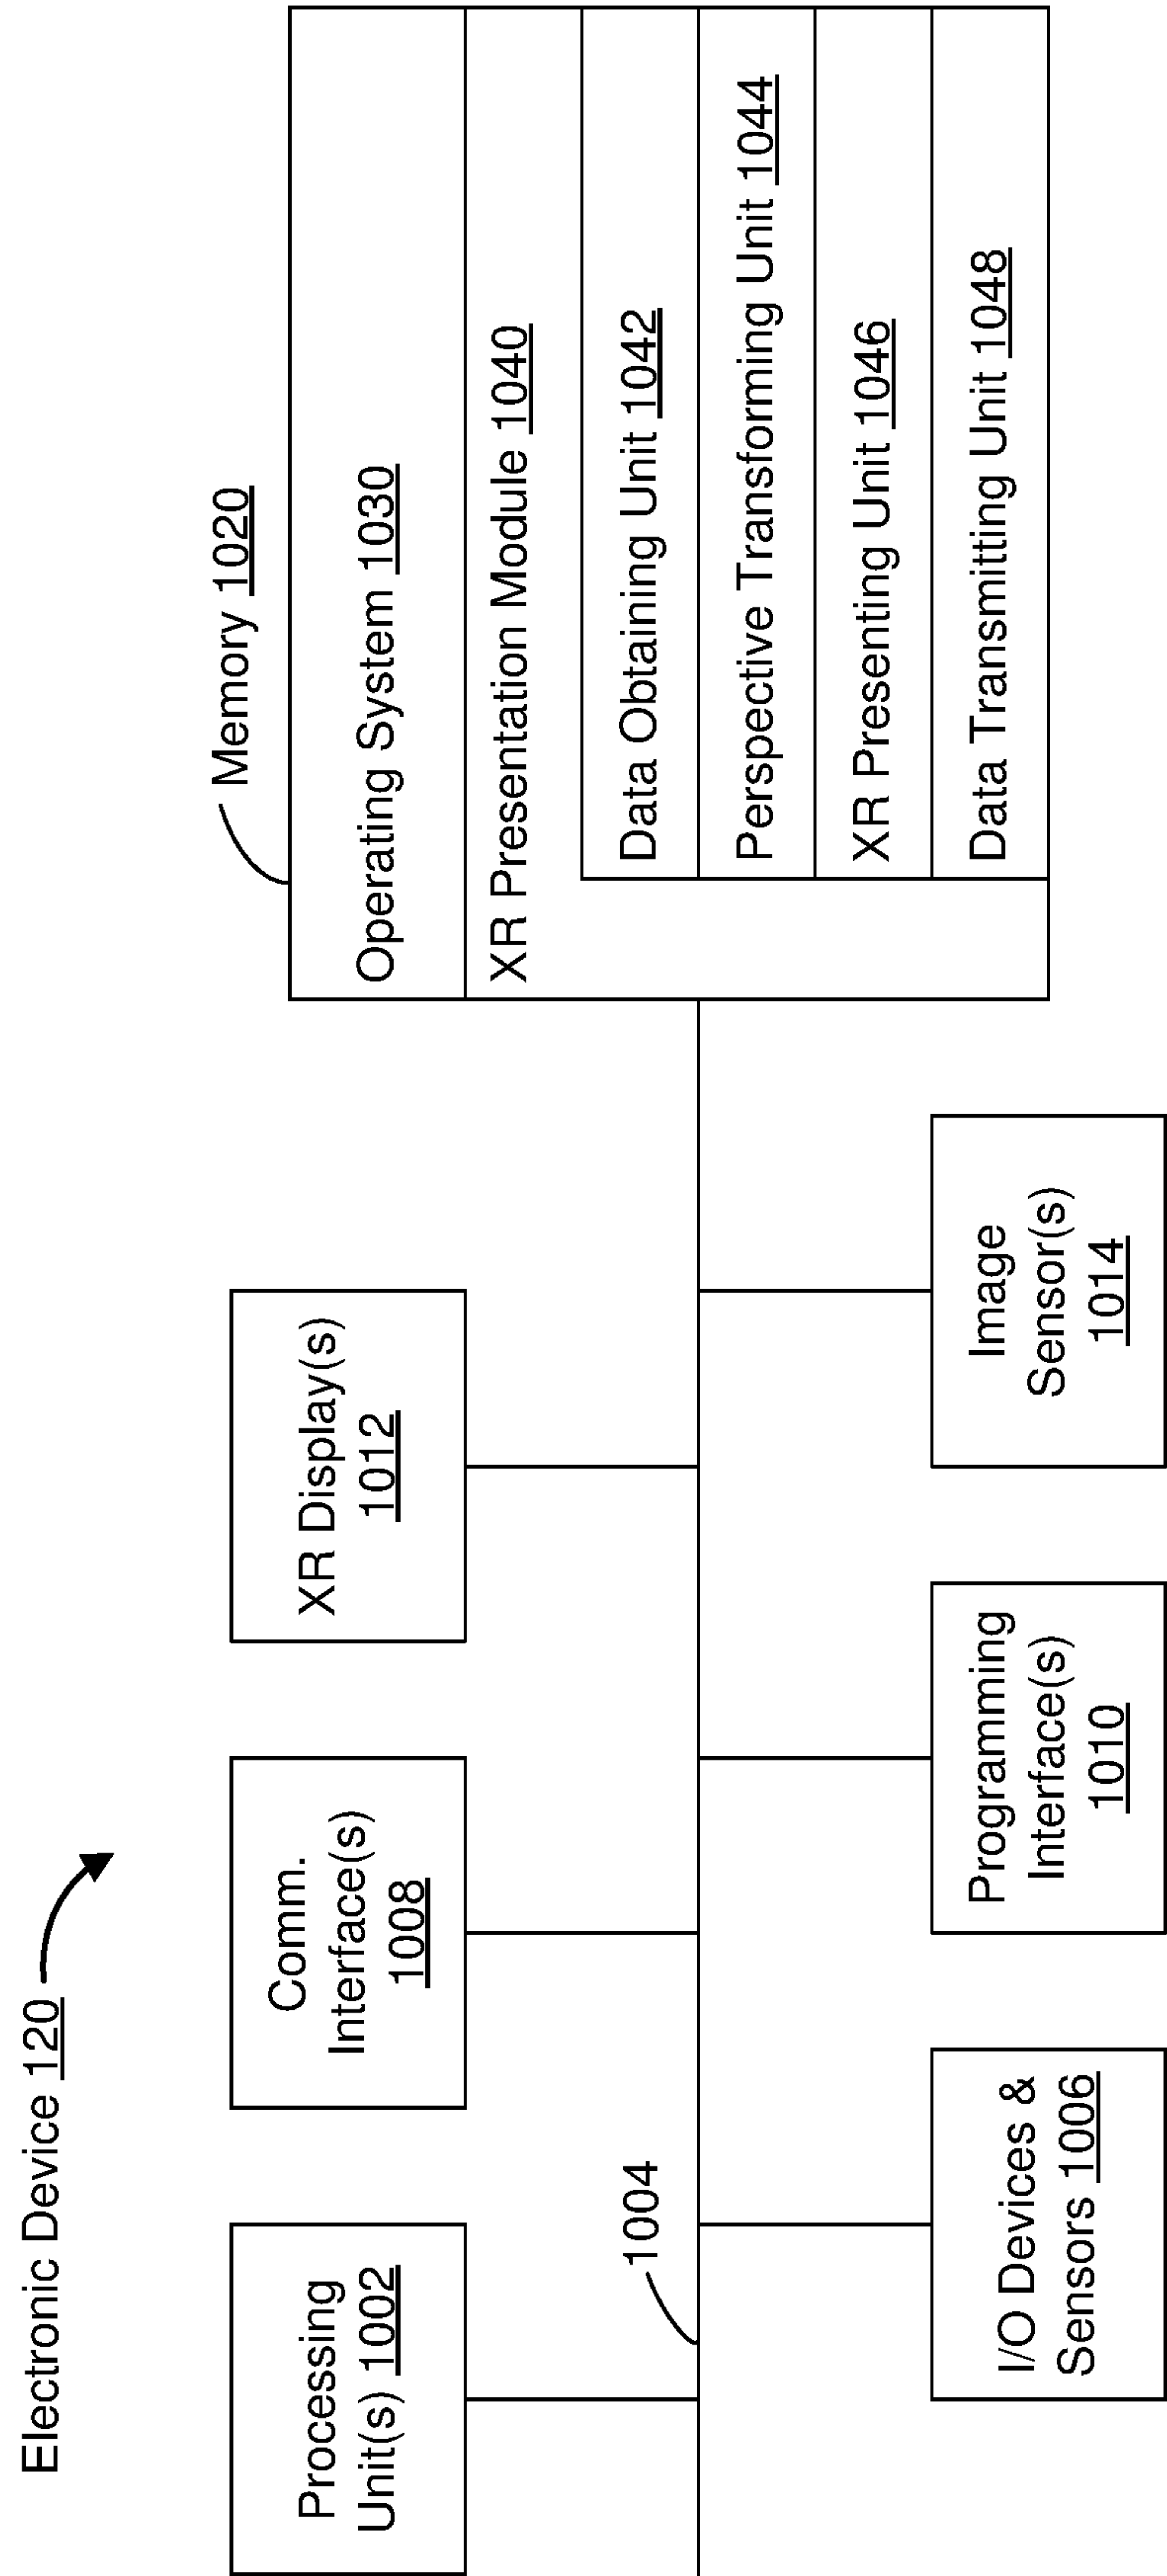 Electronic Device 120
Processing
Unit(s) 1002
Comm.
Interface(s)
1008
XR Display(s)
1012
Memory 1020
Operating System 1030
XR Presentation Module 1040
Data Obtaining Unit 1042
Perspective Transforming Unit 1044
XR Presenting Unit 1046
Data Transmitting Unit 1048
1004
I/O Devices &
Sensors 1006
Programming
Interface(s)
1010
Image
Sensor(s)
1014